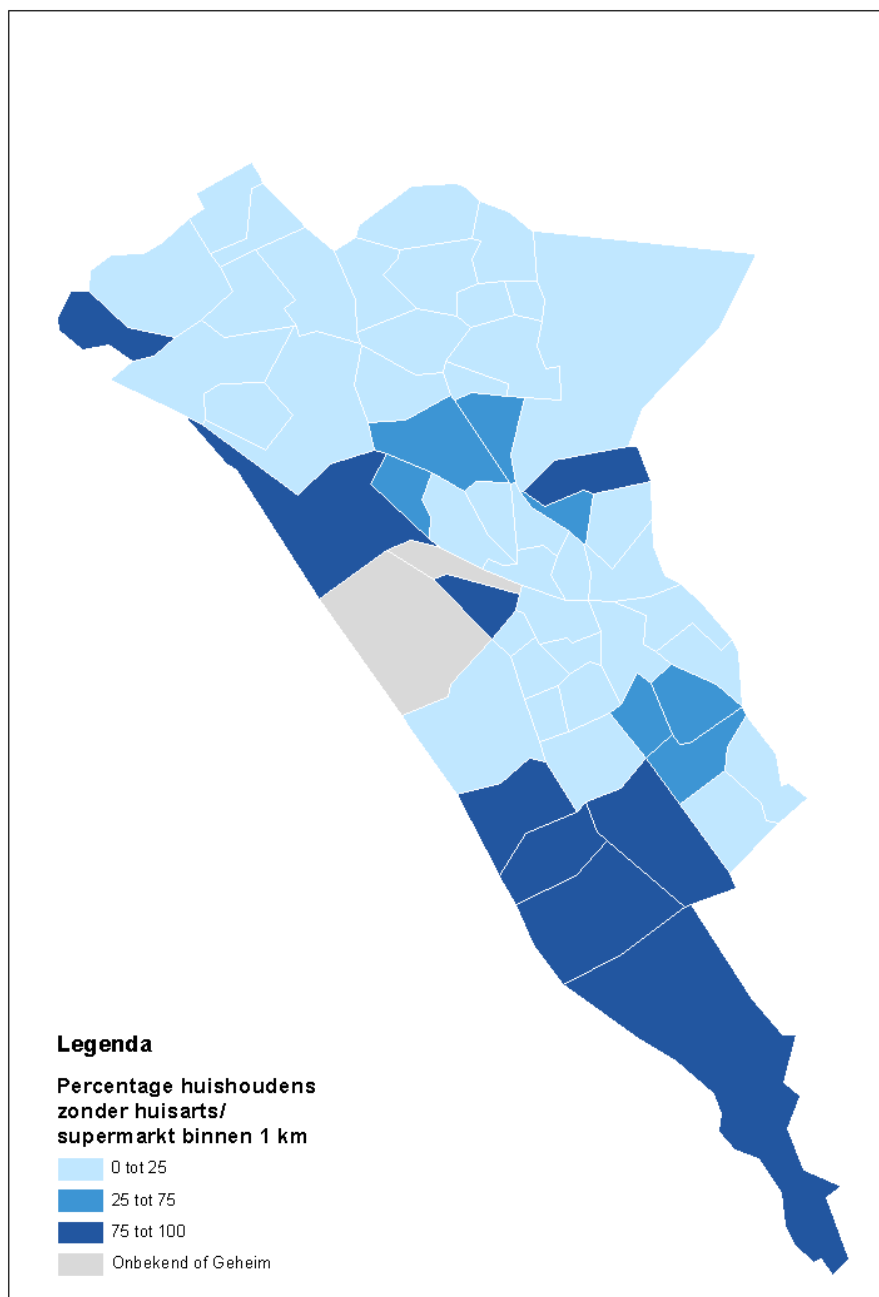 Legenda
Percentage huishoudens
zonder huisarts/
supermarkt binnen 1 km
0 tot 25
25 tot 75
75 tot 100
Onbekend of Geheim